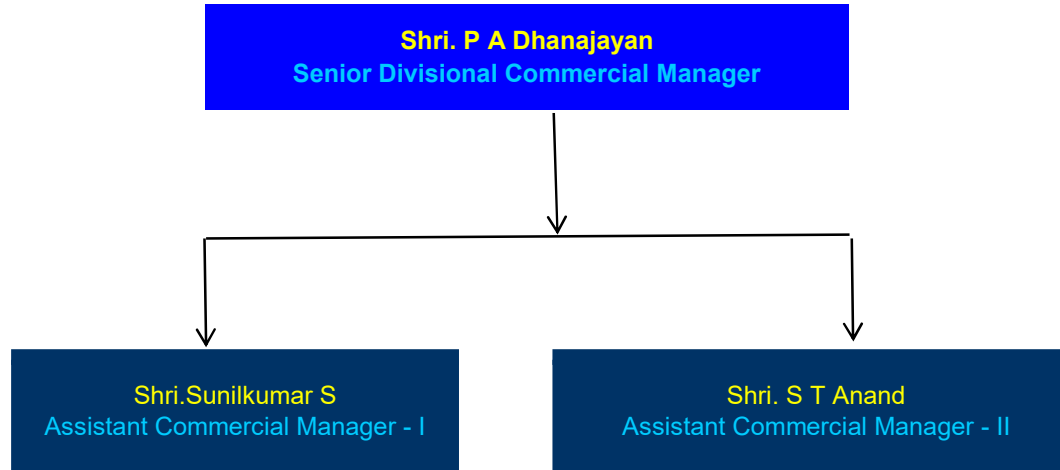 Shri. P A Dhanajayan
Senior Divisional Commercial Manager
Shri.Sunilkumar S
Assistant Commercial Manager - I
Shri. S T Anand
Assistant Commercial Manager - II